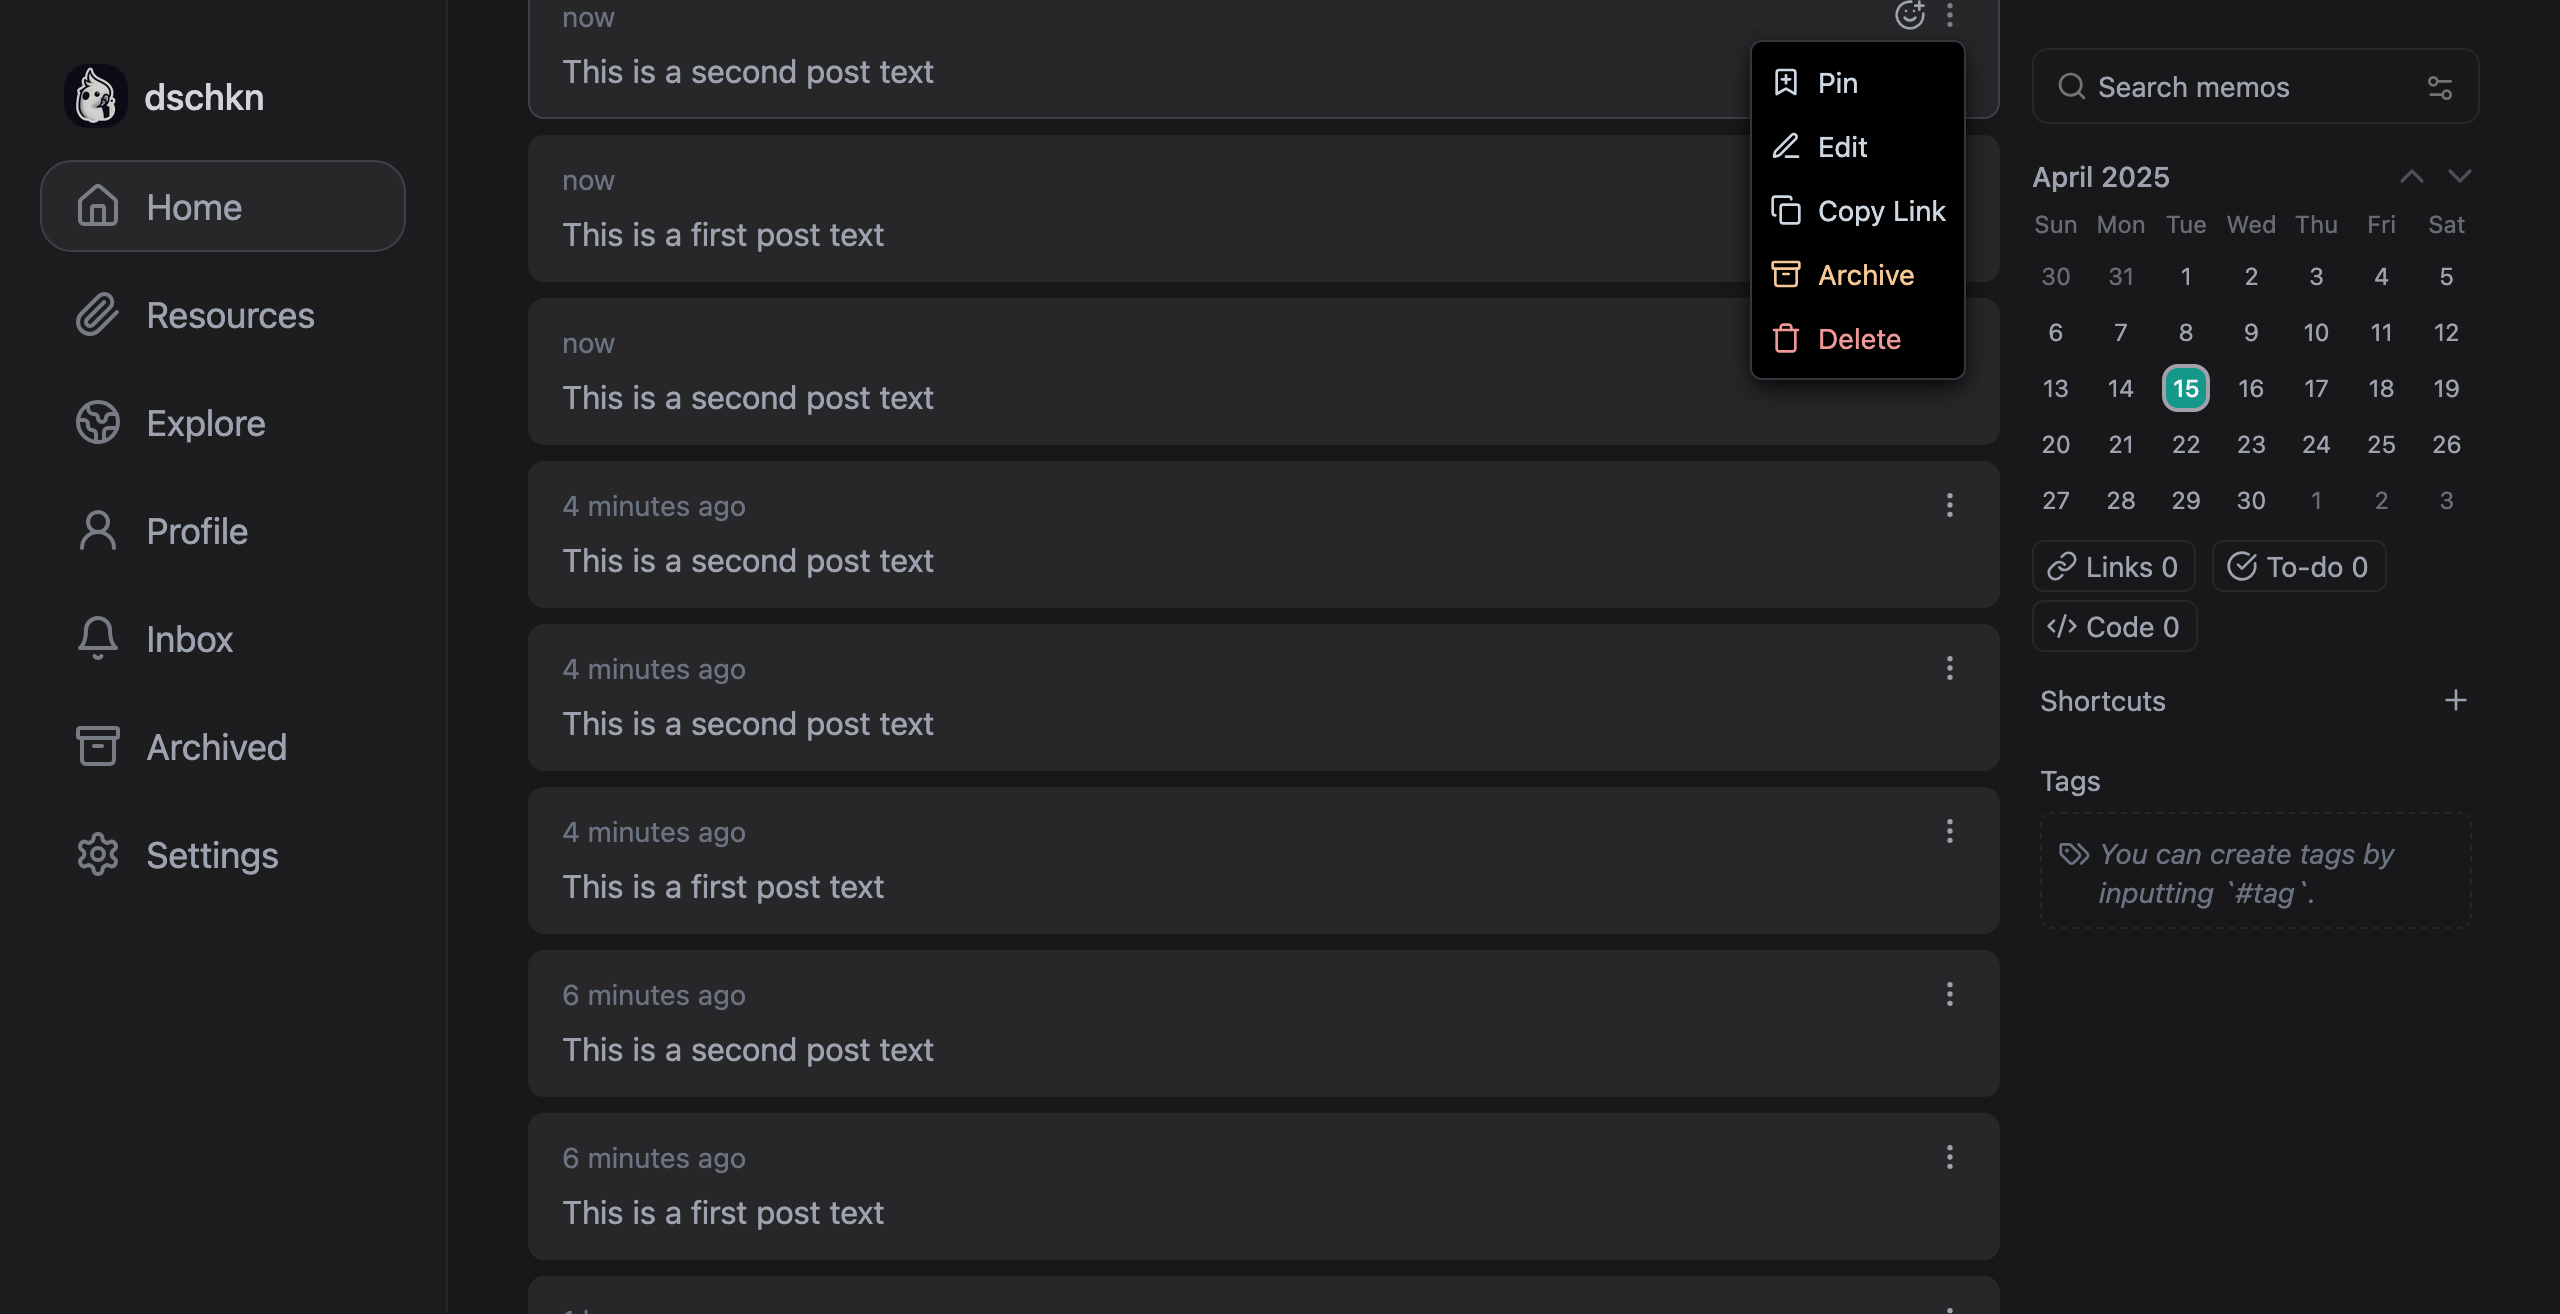 dschkn
Home
Resources
Explore
Profile
Inbox
Archived
Settings
now
This is a second post text
Pin
Edit
Copy Link
Archive
Delete
now
This is a first post text
now
This is a second post text
4 minutes ago
This is a second post text
4 minutes ago
This is a second post text
4 minutes ago
This is a first post text
6 minutes ago
This is a second post text
6 minutes ago
This is a first post text
Search memos
April 2025
Sun Mon Tue Wed Thu Fri Sat
30 31 1 2 3 4 5
6 7 8 9 10 11 12
13 14 15 16 17 18 19
20 21 22 23 24 25 26
27 28 29 30 1 2 3
Links 0 To-do 0
Code 0
Shortcuts
Tags
You can create tags by
inputting `#tag`.